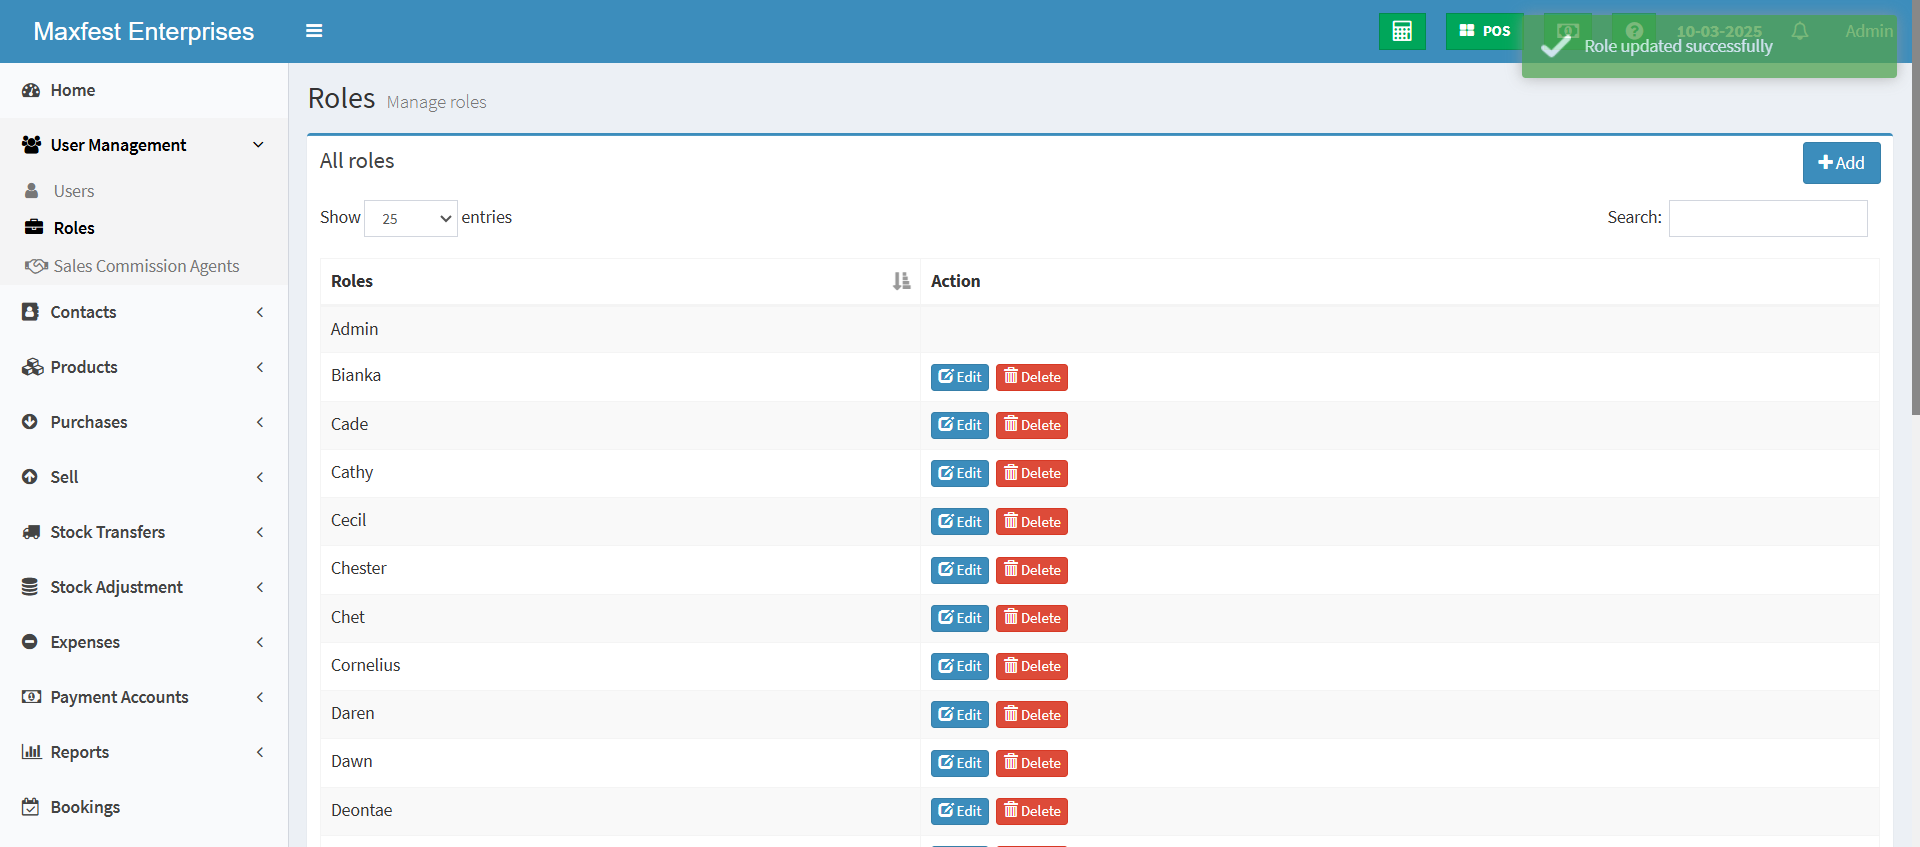 Maxfest Enterprises
POS
10-03-2025
Admin
Role updated successfully
Home
User Management
Users
Roles
Sales Commission Agents
Contacts
Products
Purchases
Sell
Stock Transfers
Stock Adjustment
Expenses
Payment Accounts
Reports
Bookings
Roles Manage roles
All roles
Add
Show 25 entries
Search:
Roles Action
Admin
Bianka Edit Delete
Cade Edit Delete
Cathy Edit Delete
Cecil Edit Delete
Chester Edit Delete
Chet Edit Delete
Cornelius Edit Delete
Daren Edit Delete
Dawn Edit Delete
Deontae Edit Delete